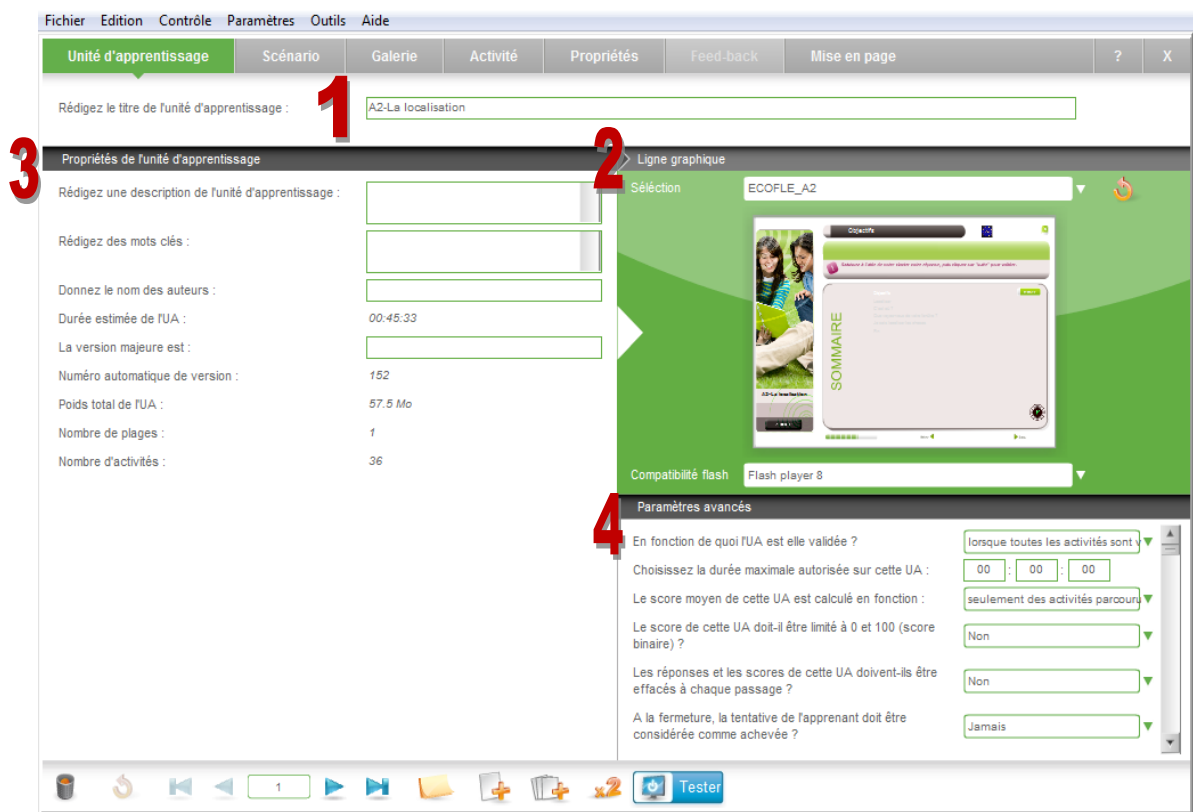 Fichier Edition Contrôle Paramètres Outils Aide
Unité d'apprentissage Scénario Galerie Activité Propriétés Feed-back Mise en page ? X
1
Rédigez le titre de l'unité d'apprentissage : A2-La localisation
3
Propriétés de l'unité d'apprentissage
Rédigez une description de l'unité d'apprentissage :
Rédigez des mots clés :
Donnez le nom des auteurs :
Durée estimée de l'UA : 00:45:33
La version majeure est :
Numéro automatique de version : 152
Poids total de l'UA : 57.5 Mo
Nombre de plages : 1
Nombre d'activités : 36
2
Ligne graphique
Séléction ECOFLE_A2
Objectifs
SOMMAIRE
A2-La localisation
Compatibilité flash Flash player 8
4
Paramètres avancés
En fonction de quoi l'UA est elle validée ? lorsque toutes les activités sont v
Choisissez la durée maximale autorisée sur cette UA : 00 : 00 : 00
Le score moyen de cette UA est calculé en fonction : seulement des activités parcouru
Le score de cette UA doit-il être limité à 0 et 100 (score
binaire) ? Non
Les réponses et les scores de cette UA doivent-ils être
effacés à chaque passage ? Non
A la fermeture, la tentative de l'apprenant doit être
considérée comme achevée ? Jamais
1 x2 Tester